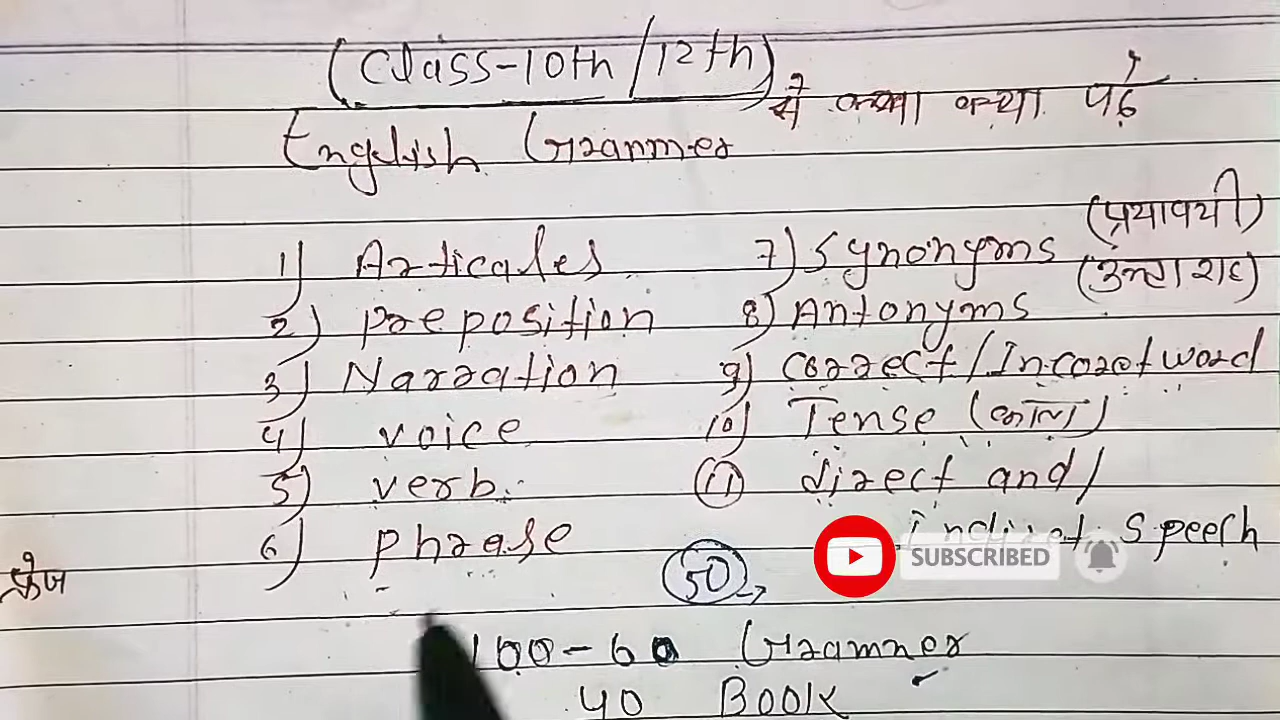 (Class-10th/12th)
से क्या क्या पढ़े
English Grammer
1) Articales
2) preposition
3) Narration
4) voice
5) verb
6) phrase
फ्रेज
7) Synonyms (प्रयावयी)
8) Antonyms (उल्टा शब्द)
9) Correct/Incorect word
10) Tense (काल)
11) direct and/
indirect Speech
SUBSCRIBED
50
100-60 Grammer
40 BOOK